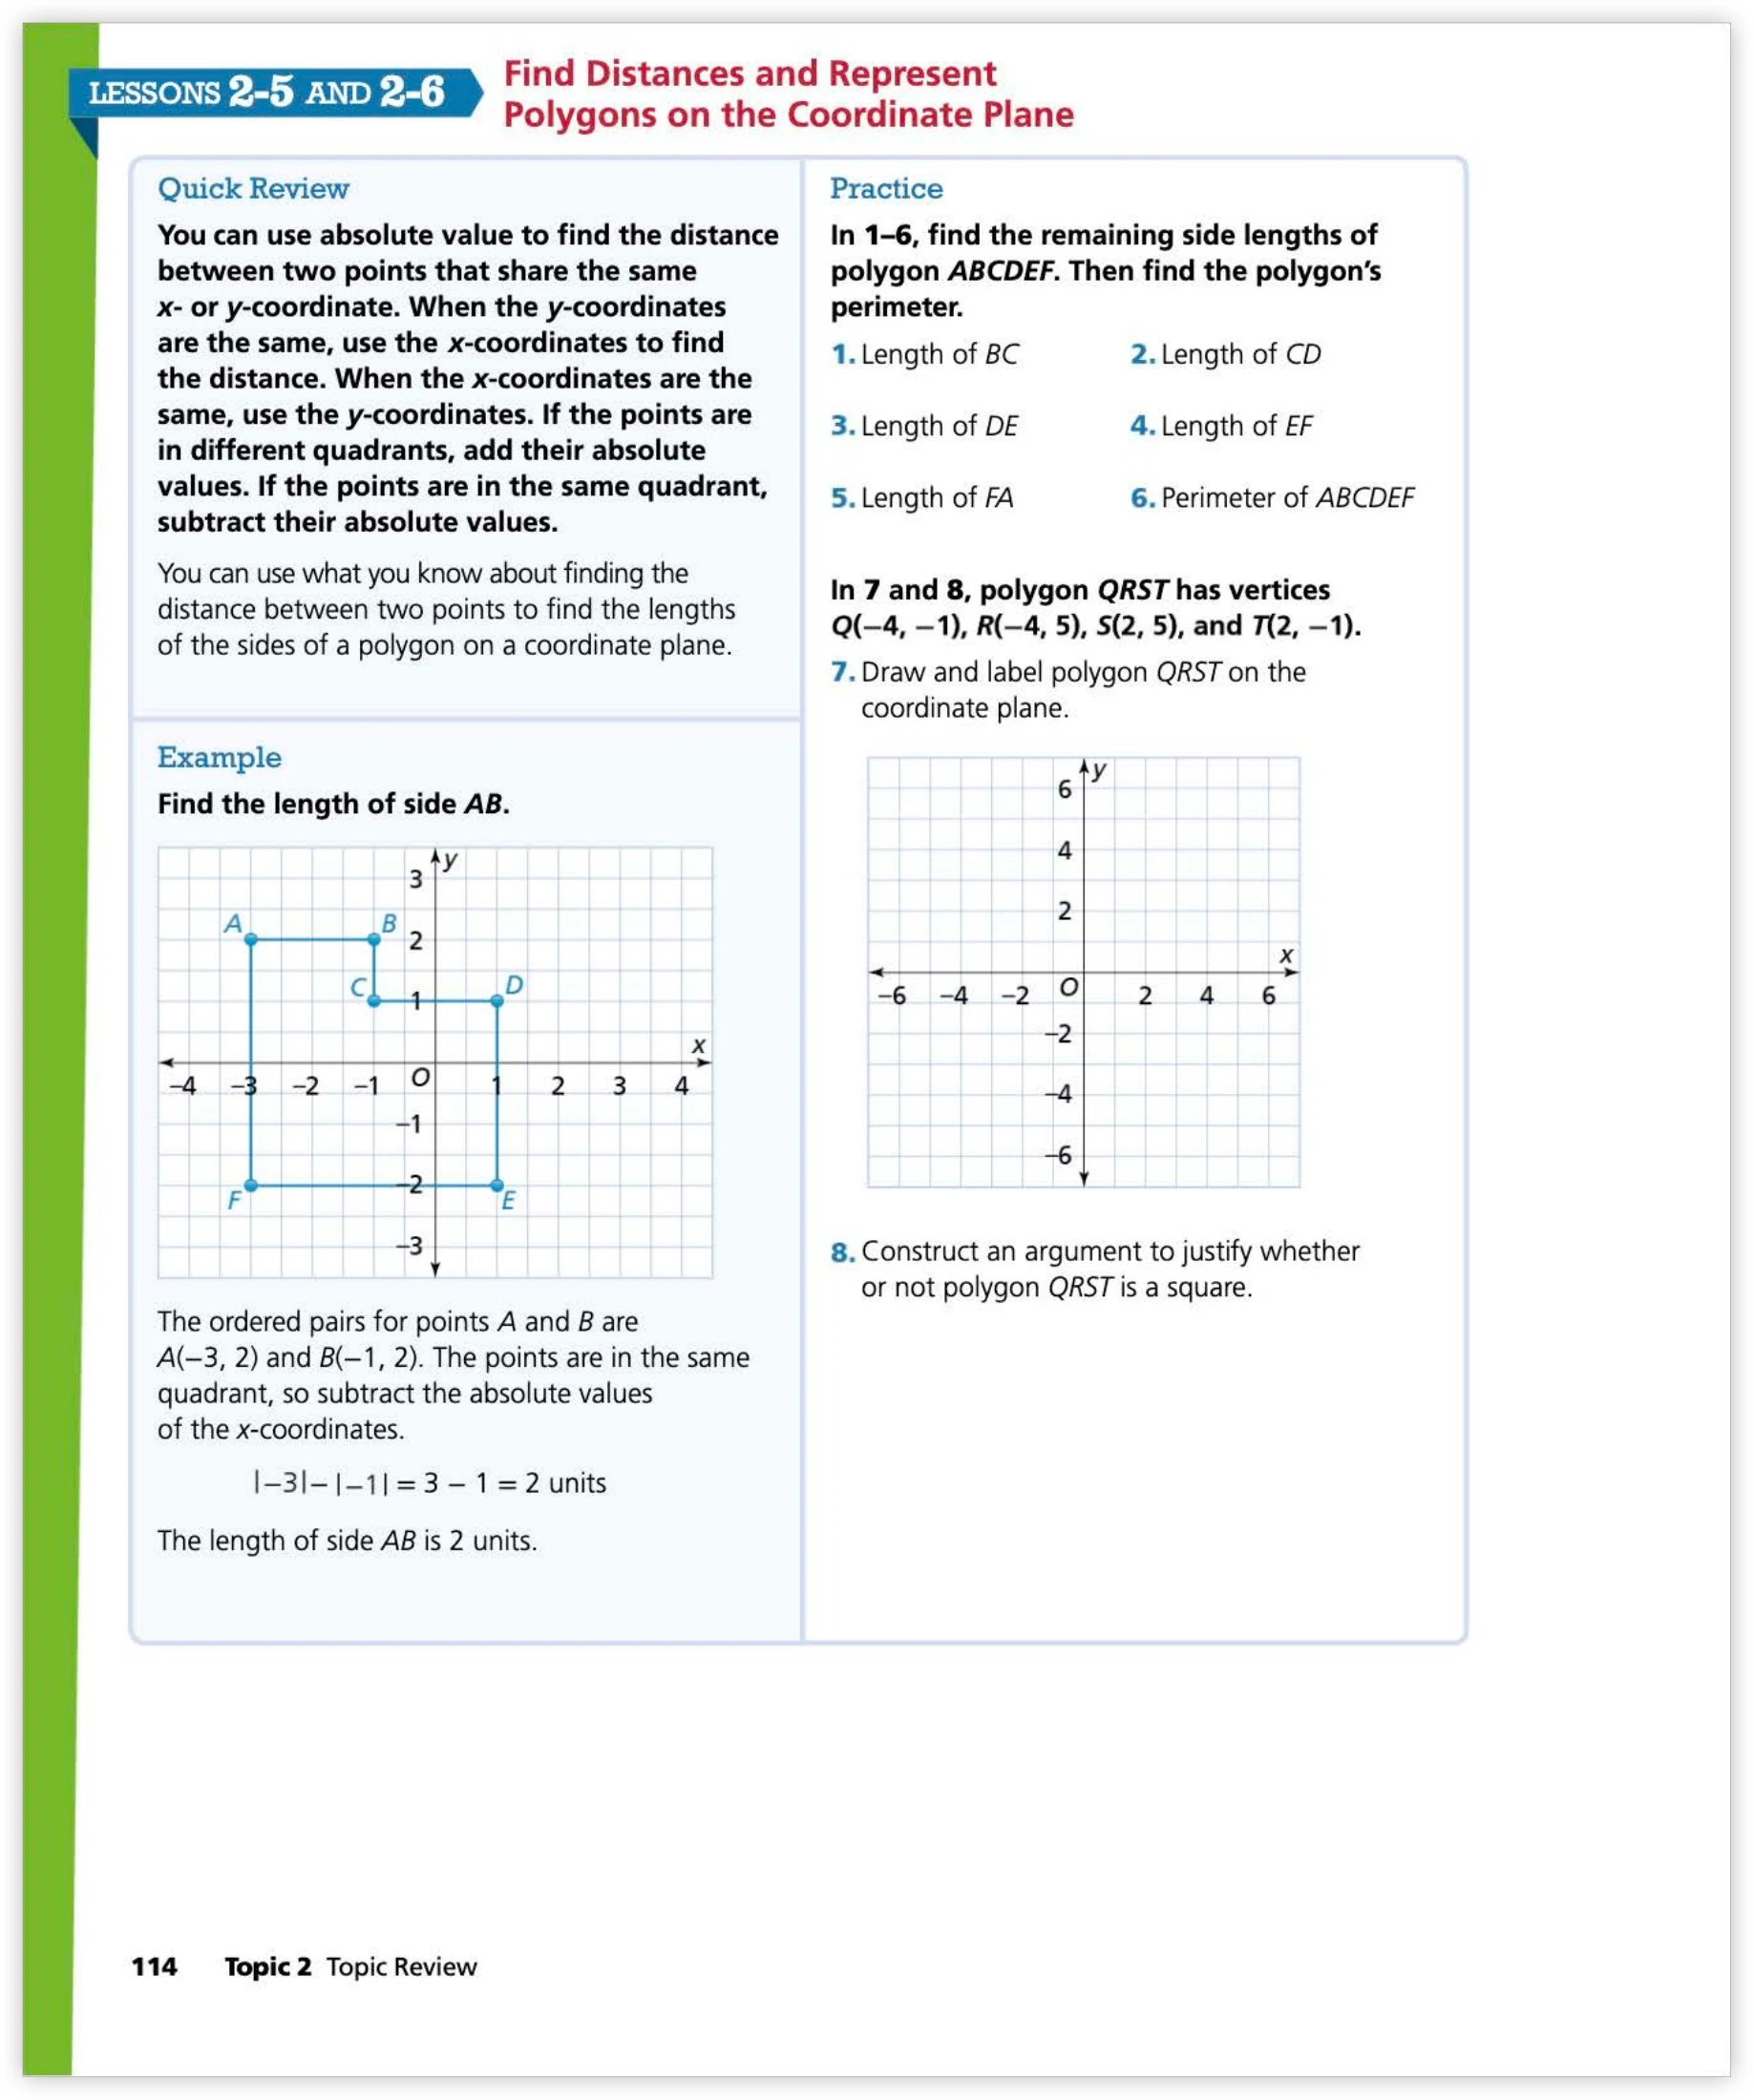 LESSONS 2-5 AND 2-6
Find Distances and Represent
Polygons on the Coordinate Plane
Quick Review
You can use absolute value to find the distance
between two points that share the same
x- or y-coordinate. When the y-coordinates
are the same, use the x-coordinates to find
the distance. When the x-coordinates are the
same, use the y-coordinates. If the points are
in different quadrants, add their absolute
values. If the points are in the same quadrant,
subtract their absolute values.
You can use what you know about finding the
distance between two points to find the lengths
of the sides of a polygon on a coordinate plane.
Example
Find the length of side AB.
y
3
A
B
2
C
1
D
x
−4 −3 −2 −1 O 1 2 3 4
−1
−2
F
E
−3
The ordered pairs for points A and B are
A(−3, 2) and B(−1, 2). The points are in the same
quadrant, so subtract the absolute values
of the x-coordinates.
|−3|−|−1| = 3 − 1 = 2 units
The length of side AB is 2 units.
Practice
In 1–6, find the remaining side lengths of
polygon ABCDEF. Then find the polygon's
perimeter.
1. Length of BC
2. Length of CD
3. Length of DE
4. Length of EF
5. Length of FA
6. Perimeter of ABCDEF
In 7 and 8, polygon QRST has vertices
Q(−4, −1), R(−4, 5), S(2, 5), and T(2, −1).
7. Draw and label polygon QRST on the
coordinate plane.
y
6
4
2
x
−6 −4 −2 O 2 4 6
−2
−4
−6
8. Construct an argument to justify whether
or not polygon QRST is a square.
114 Topic 2 Topic Review